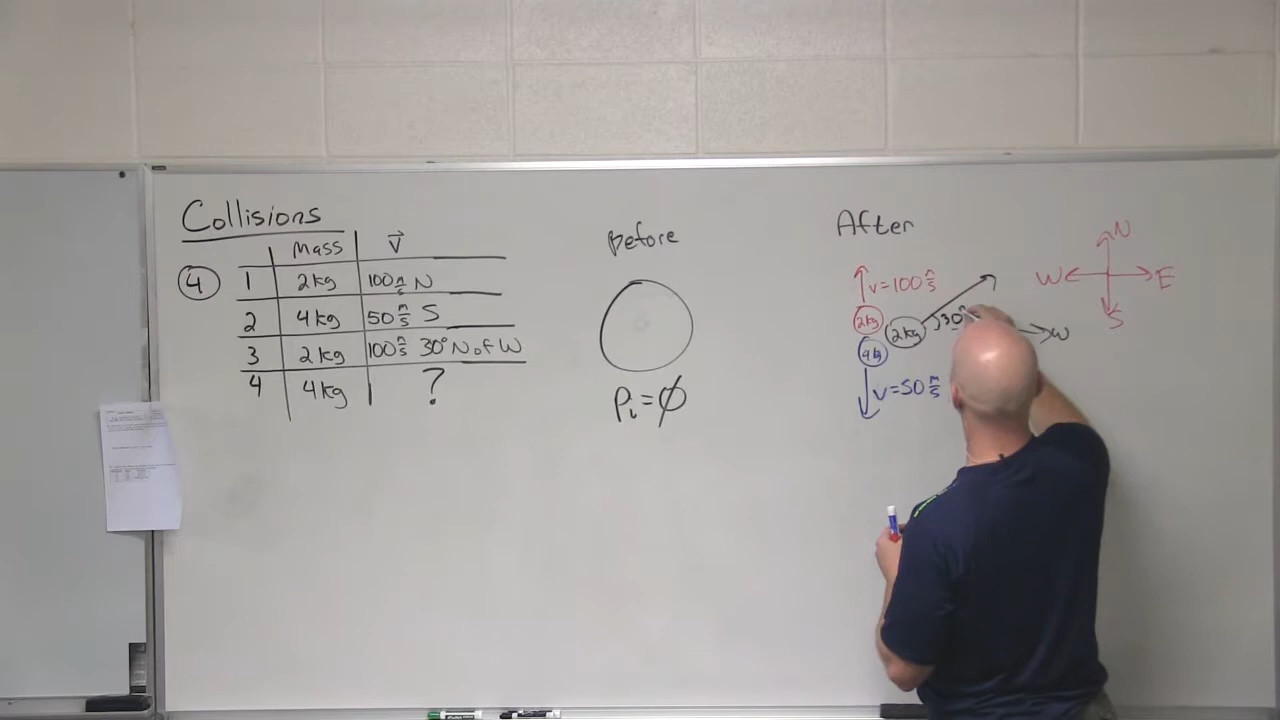 Collisions
Mass v
4
1 2kg 100 m/s N
2 4kg 50 m/s S
3 2kg 100 m/s 30° N of W
4 4kg ?
Before
Pi=∅
After
v=100 m/s
2kg
2kg 30°
W
4kg
v=50 m/s
N
W E
S